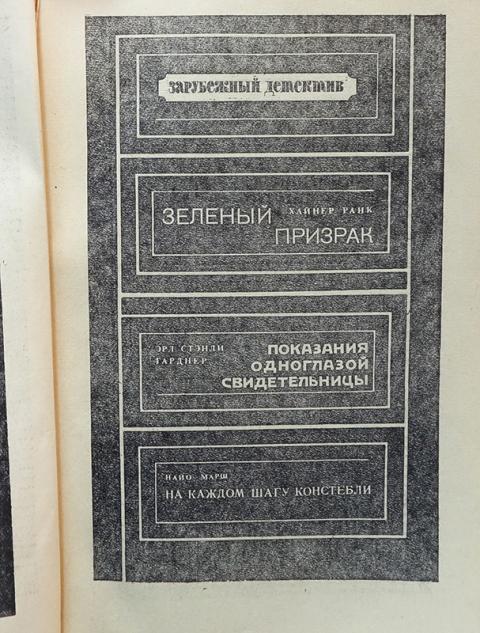 ЗАРУБЕЖНЫЙ ДЕТЕКТИВ
ХАЙНЕР РАНК
ЗЕЛЕНЫЙ
ПРИЗРАК
ЭРЛ СТЭНЛИ
ГАРДНЕР
ПОКАЗАНИЯ
ОДНОГЛАЗОЙ
СВИДЕТЕЛЬНИЦЫ
НАЙО МАРШ
НА КАЖДОМ ШАГУ КОНСТЕБЛИ